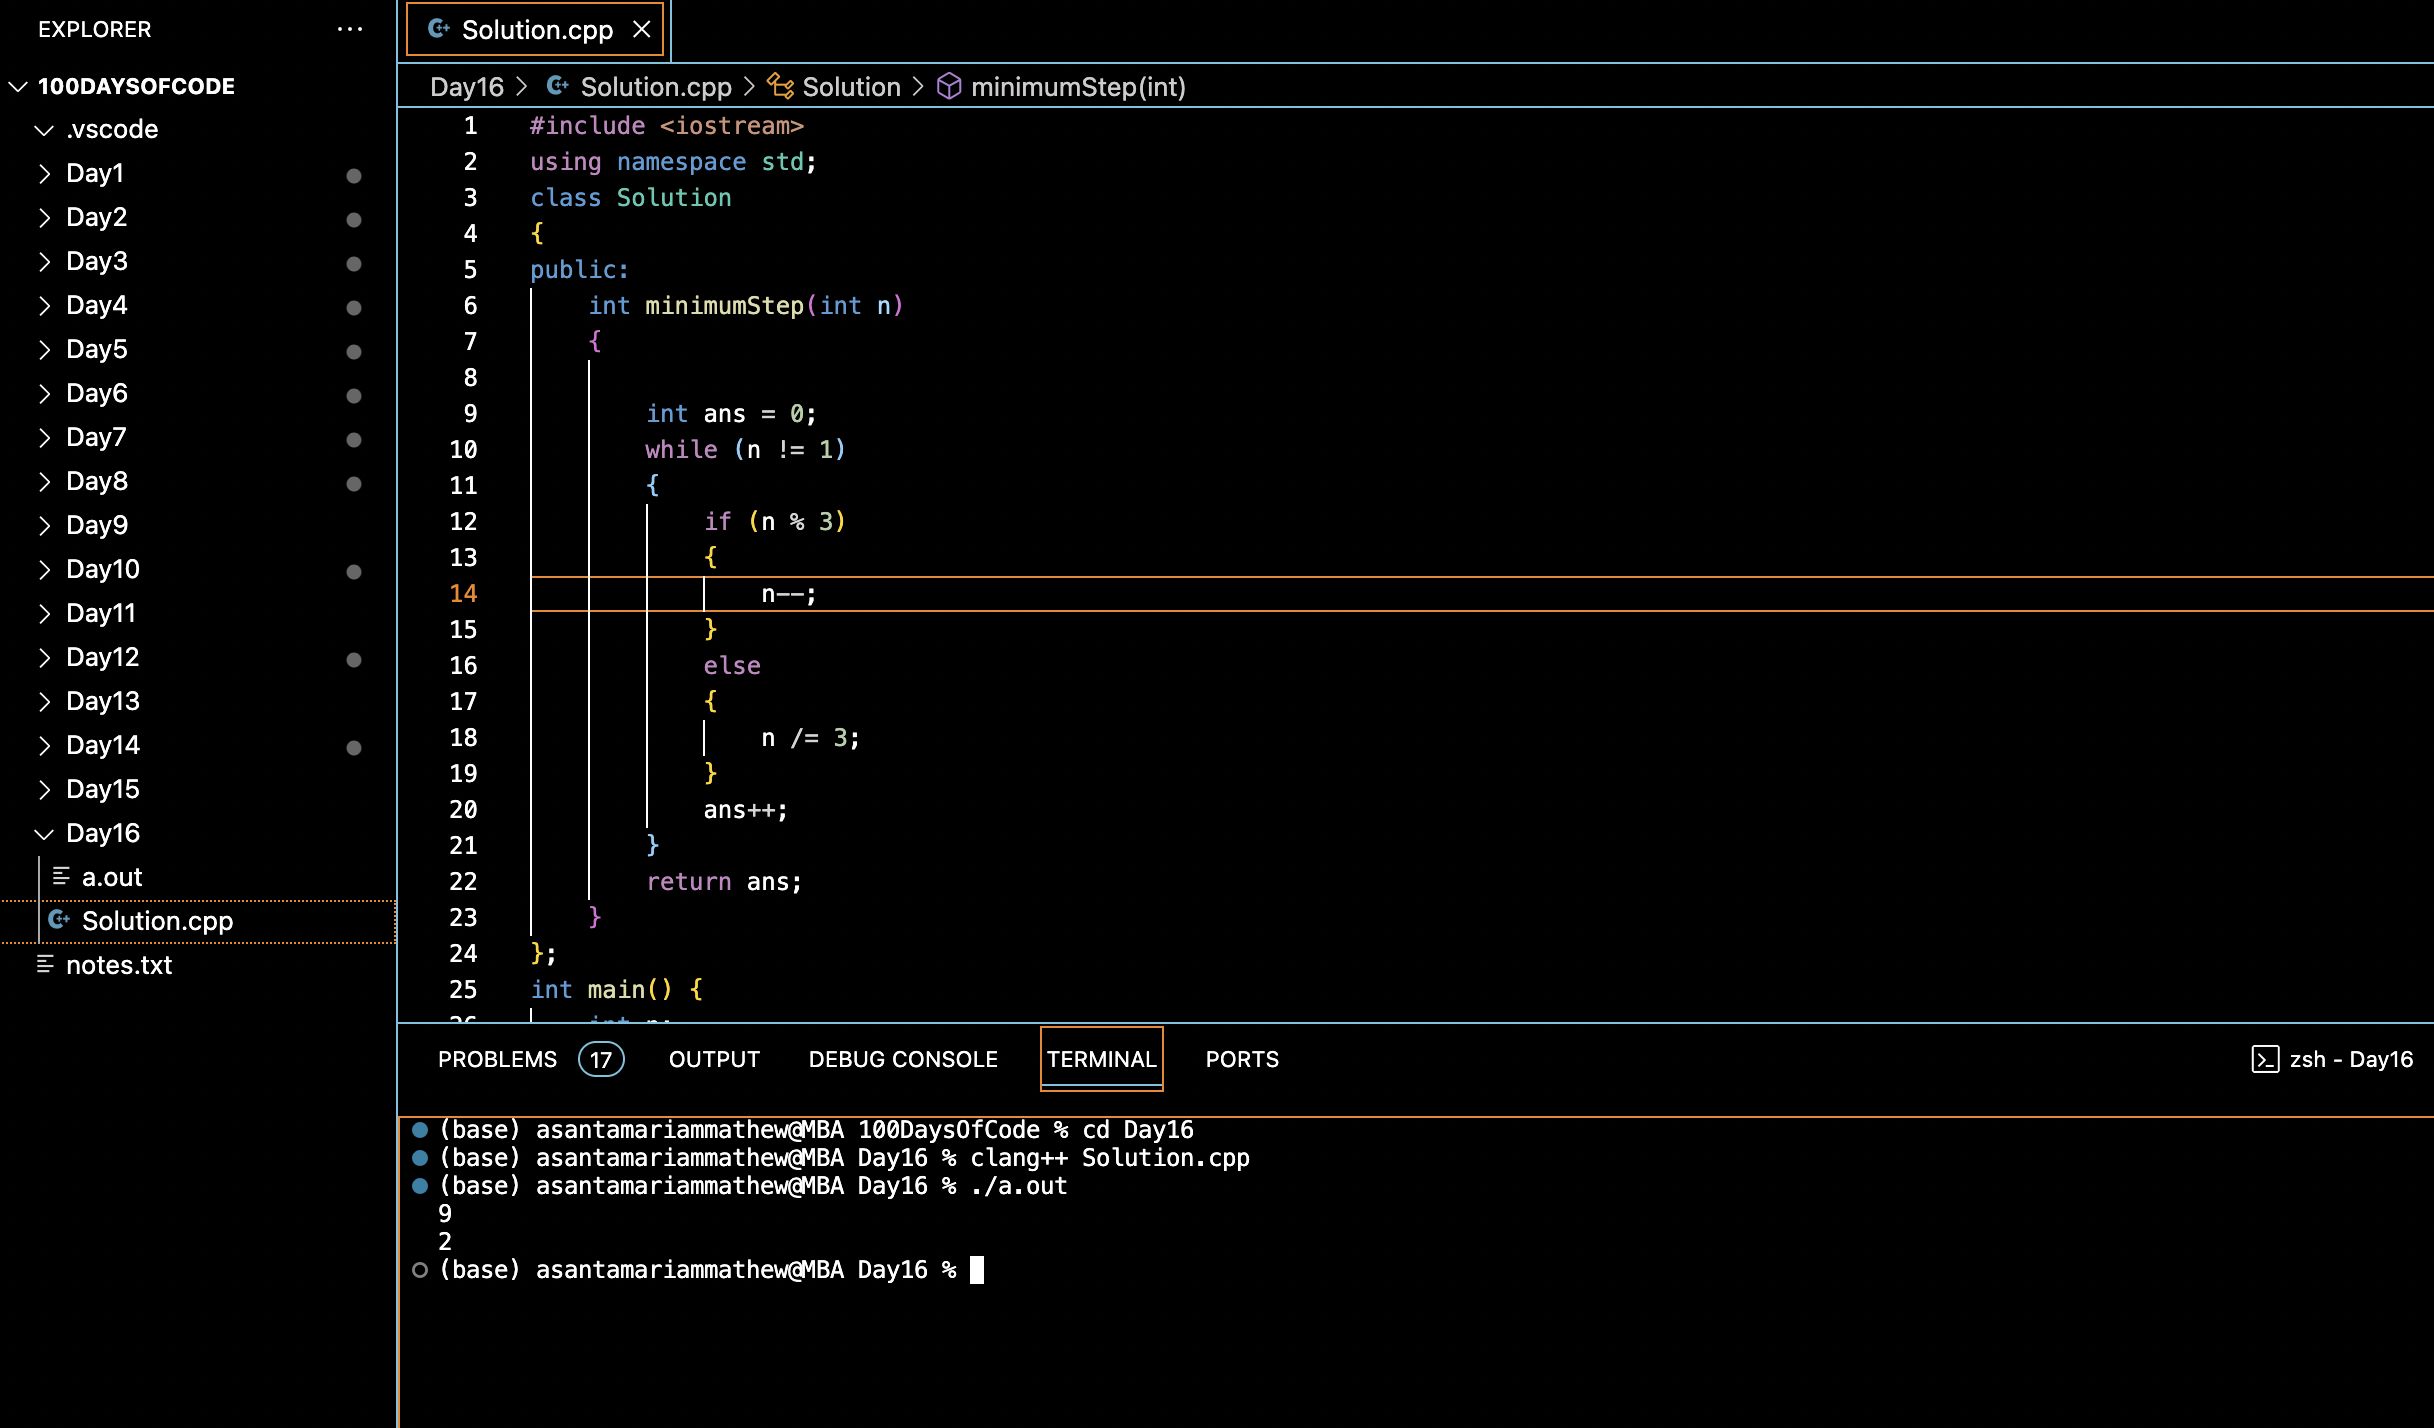 EXPLORER ...
100DAYSOFCODE
.vscode
Day1
Day2
Day3
Day4
Day5
Day6
Day7
Day8
Day9
Day10
Day11
Day12
Day13
Day14
Day15
Day16
a.out
Solution.cpp
notes.txt
Solution.cpp
Day16 > Solution.cpp > Solution > minimumStep(int)
1 #include <iostream>
2 using namespace std;
3 class Solution
4 {
5 public:
6     int minimumStep(int n)
7     {
8
9         int ans = 0;
10         while (n != 1)
11         {
12             if (n % 3)
13             {
14                 n--;
15             }
16             else
17             {
18                 n /= 3;
19             }
20             ans++;
21         }
22         return ans;
23     }
24 };
25 int main() {
26     int n;
PROBLEMS 17 OUTPUT DEBUG CONSOLE TERMINAL PORTS zsh - Day16
(base) asantamariammathew@MBA 100DaysOfCode % cd Day16
(base) asantamariammathew@MBA Day16 % clang++ Solution.cpp
(base) asantamariammathew@MBA Day16 % ./a.out
9
2
(base) asantamariammathew@MBA Day16 %